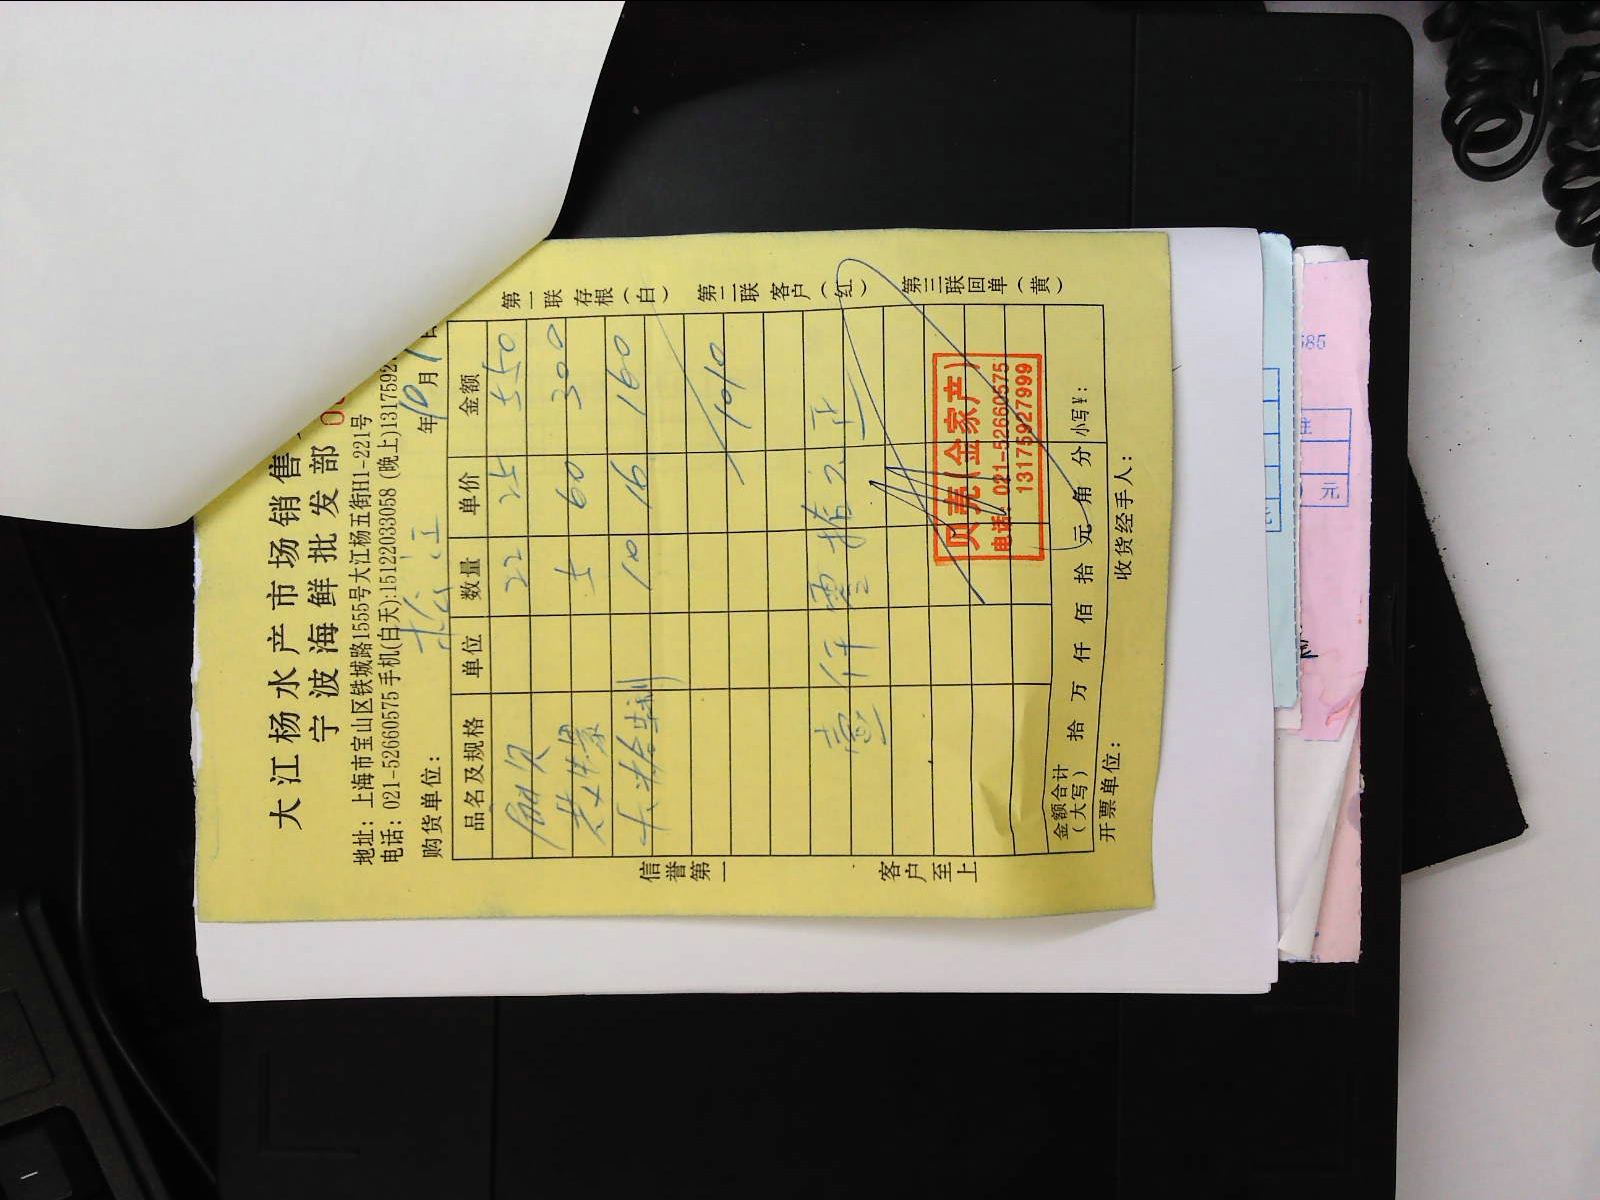 大江杨水产市场销售
宁波海鲜批发部
地址：上海市宝山区铁城路1555号大江杨五街H1-221号
电话：021-52660575 手机(白天):15122033058 (晚上)1317592
购货单位：
年10月1日
品名及规格 单位 数量 单价 金额
22 25 550
5 60 300
10 16 160
1010
壹仟零拾元正
金额合计（大写） 拾 万 仟 佰 拾 元 角 分 小写¥：
开票单位： 收货经手人：
信誉第一
客户至上
第一联 存根（白）
第二联 客户（红）
第三联 回单（黄）
贝壳(金家产)
电话：021-52660575
13175927999
585
元